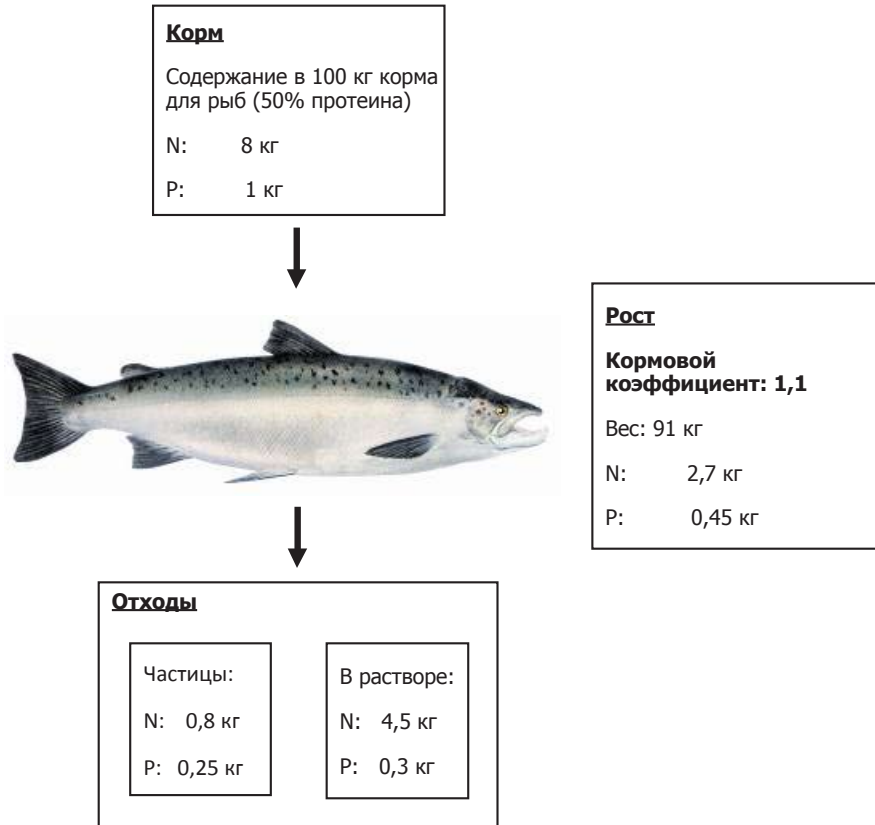 Корм
Содержание в 100 кг корма
для рыб (50% протеина)
N: 8 кг
P: 1 кг
Рост
Кормовой
коэффициент: 1,1
Вес: 91 кг
N: 2,7 кг
P: 0,45 кг
Отходы
Частицы:
N: 0,8 кг
P: 0,25 кг
В растворе:
N: 4,5 кг
P: 0,3 кг